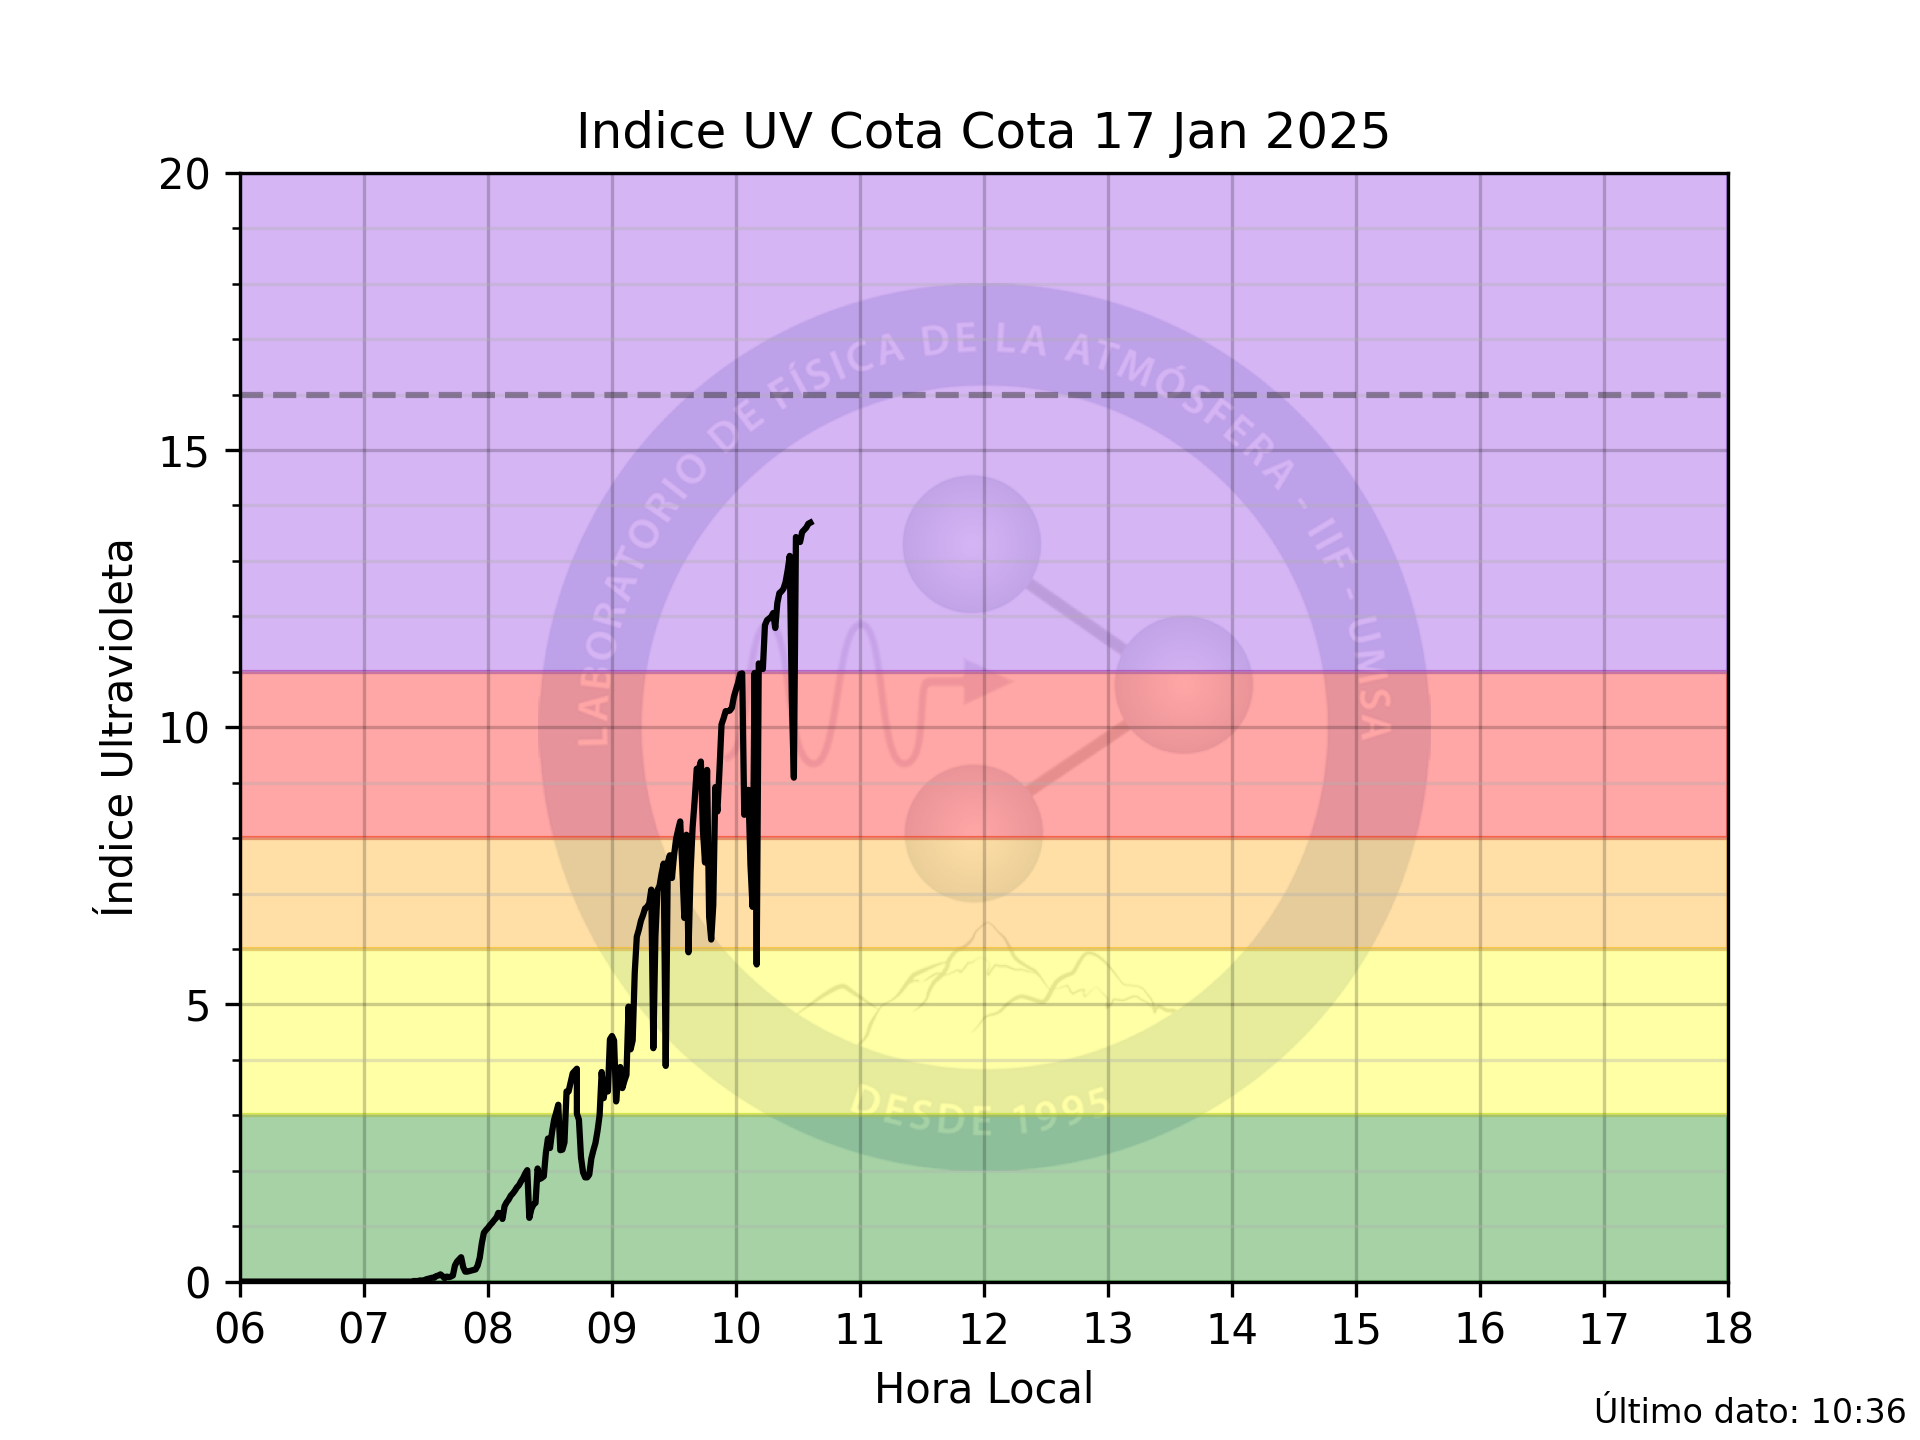 Indice UV Cota Cota 17 Jan 2025
20
15
10
5
0
Índice Ultravioleta
LABORATORIO DE FÍSICA DE LA ATMÓSFERA - IIF - UMSA
DESDE 1995
06 07 08 09 10 11 12 13 14 15 16 17 18
Hora Local
Último dato: 10:36